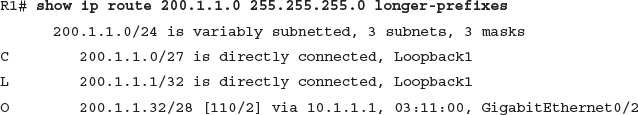 R1# show ip route 200.1.1.0 255.255.255.0 longer-prefixes
200.1.1.0/24 is variably subnetted, 3 subnets, 3 masks
C 200.1.1.0/27 is directly connected, Loopback1
L 200.1.1.1/32 is directly connected, Loopback1
O 200.1.1.32/28 [110/2] via 10.1.1.1, 03:11:00, GigabitEthernet0/2